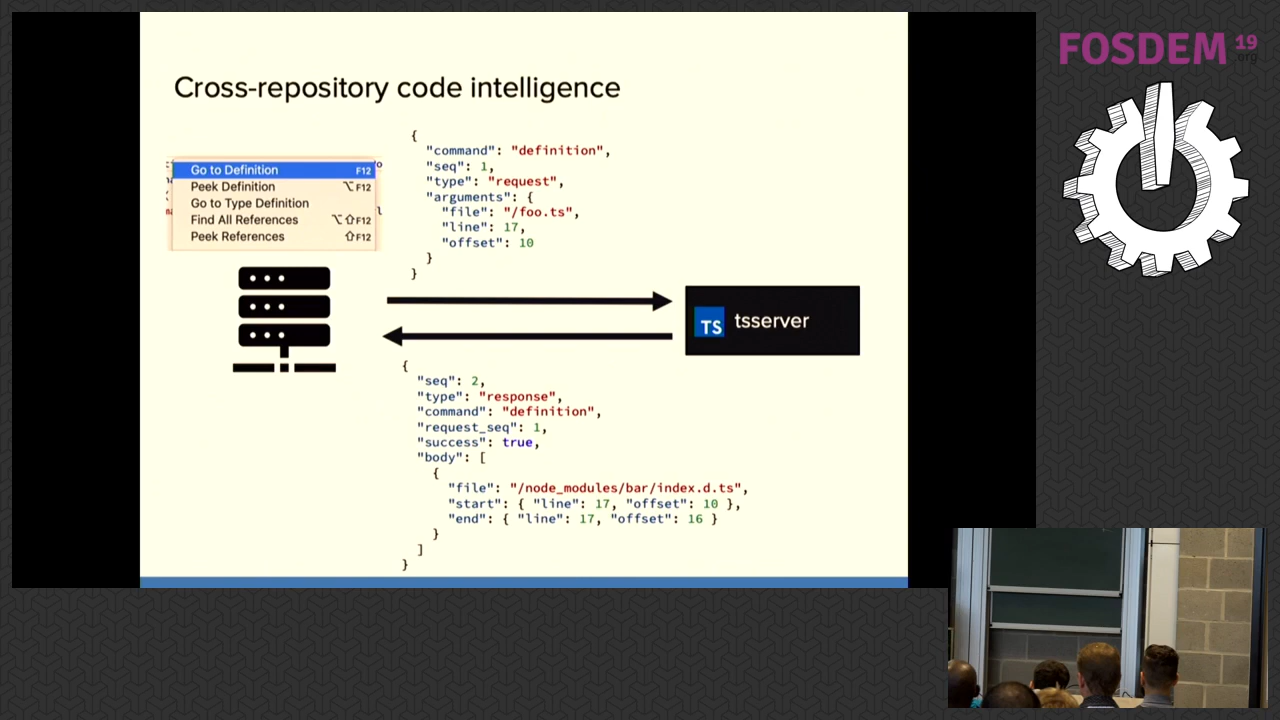 FOSDEM 19
.org
Cross-repository code intelligence
Go to Definition F12
Peek Definition ⌥F12
Go to Type Definition
Find All References ⌥⇧F12
Peek References ⇧F12
{
"command": "definition",
"seq": 1,
"type": "request",
"arguments": {
"file": "/foo.ts",
"line": 17,
"offset": 10
}
}
TS tsserver
{
"seq": 2,
"type": "response",
"command": "definition",
"request_seq": 1,
"success": true,
"body": [
{
"file": "/node_modules/bar/index.d.ts",
"start": { "line": 17, "offset": 10 },
"end": { "line": 17, "offset": 16 }
}
]
}